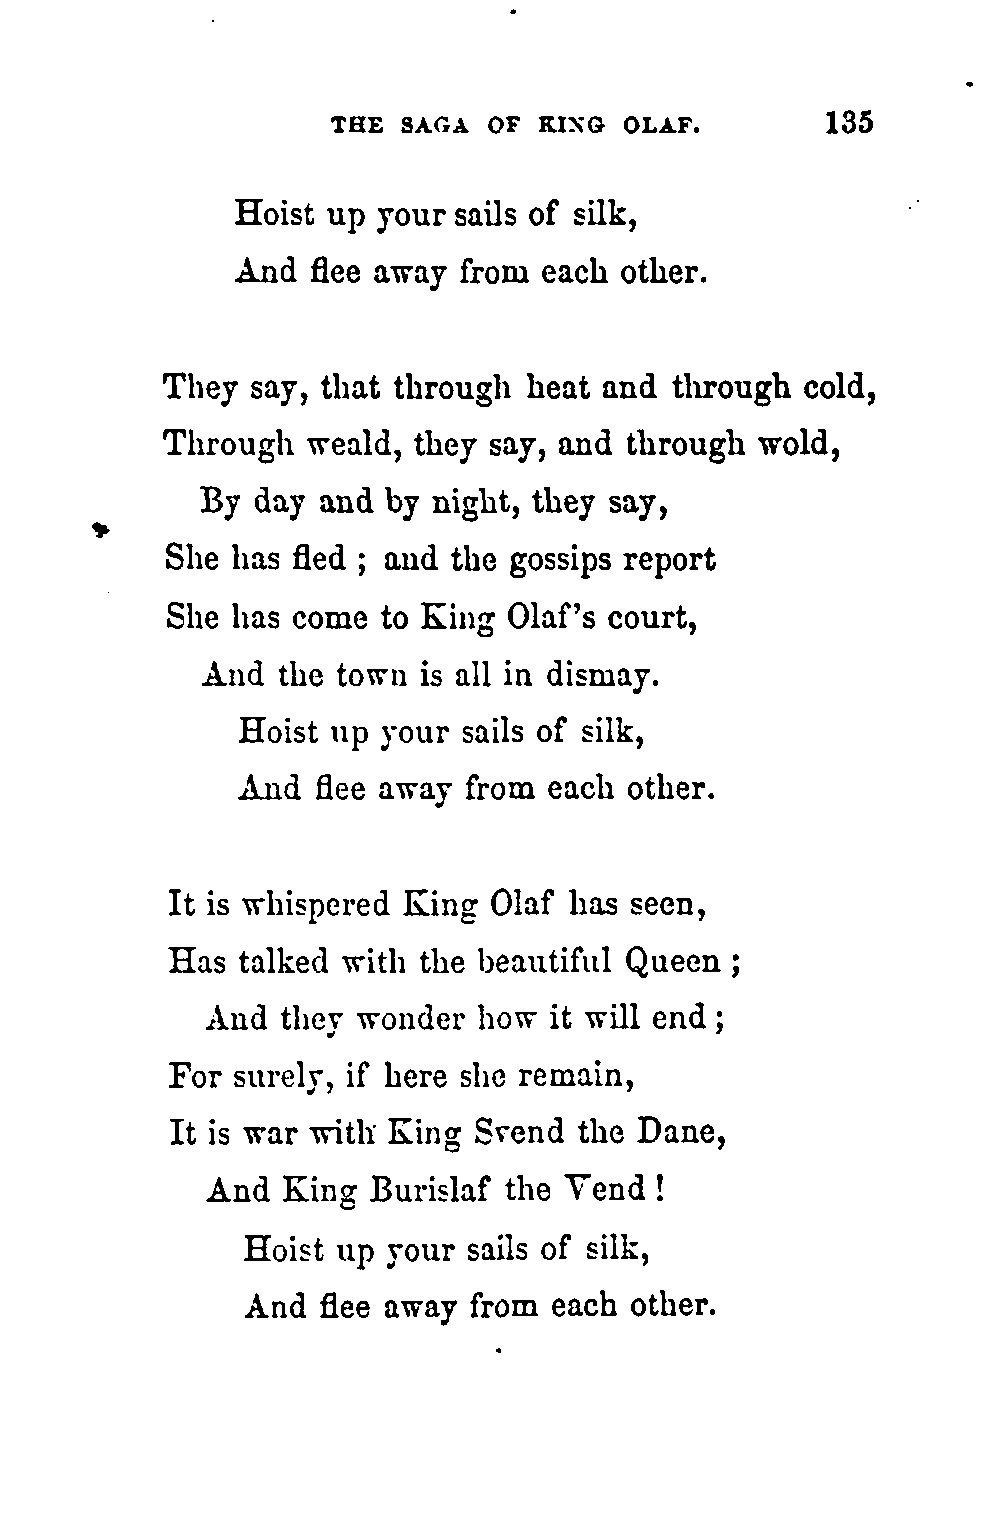 THE SAGA OF KING OLAF. 135
Hoist up your sails of silk,
And flee away from each other.
They say, that through heat and through cold,
Through weald, they say, and through wold,
By day and by night, they say,
She has fled ; and the gossips report
She has come to King Olaf's court,
And the town is all in dismay.
Hoist up your sails of silk,
And flee away from each other.
It is whispered King Olaf has seen,
Has talked with the beautiful Queen ;
And they wonder how it will end ;
For surely, if here she remain,
It is war with King Svend the Dane,
And King Burislaf the Vend !
Hoist up your sails of silk,
And flee away from each other.